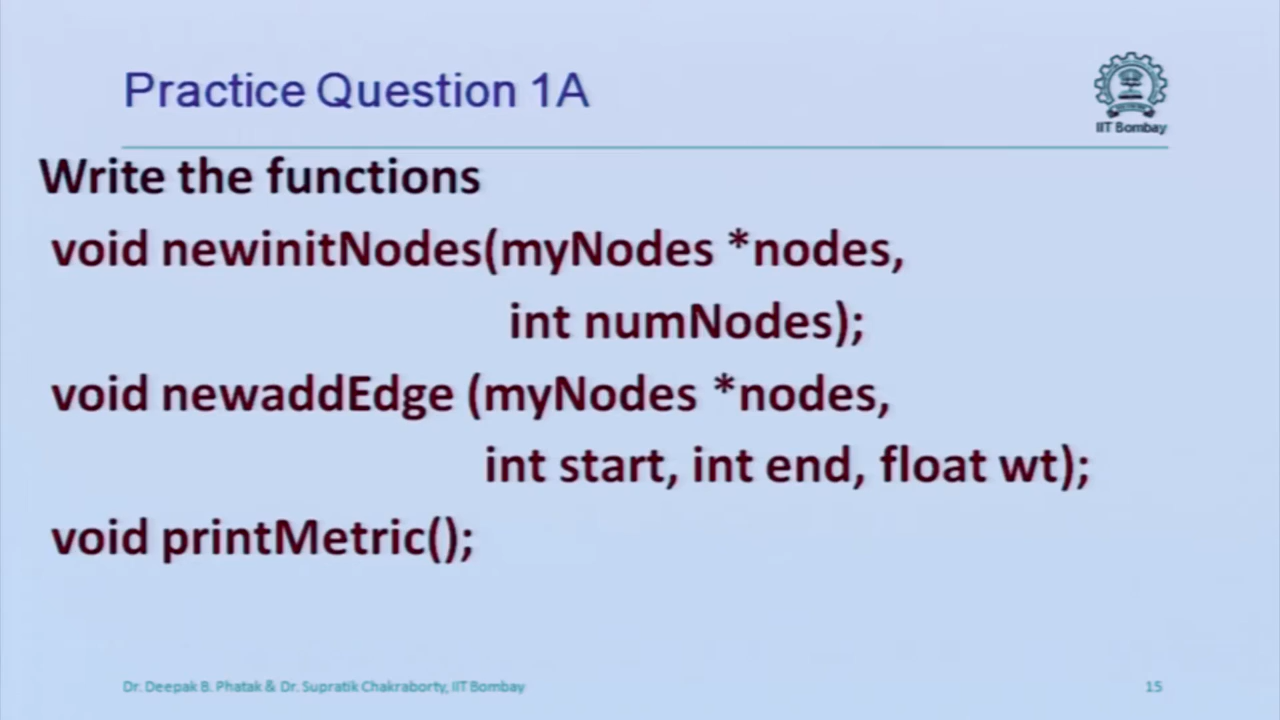 Practice Question 1A
IIT Bombay
Write the functions
void newinitNodes(myNodes *nodes,
int numNodes);
void newaddEdge (myNodes *nodes,
int start, int end, float wt);
void printMetric();
Dr. Deepak B. Phatak & Dr. Supratik Chakraborty, IIT Bombay
15